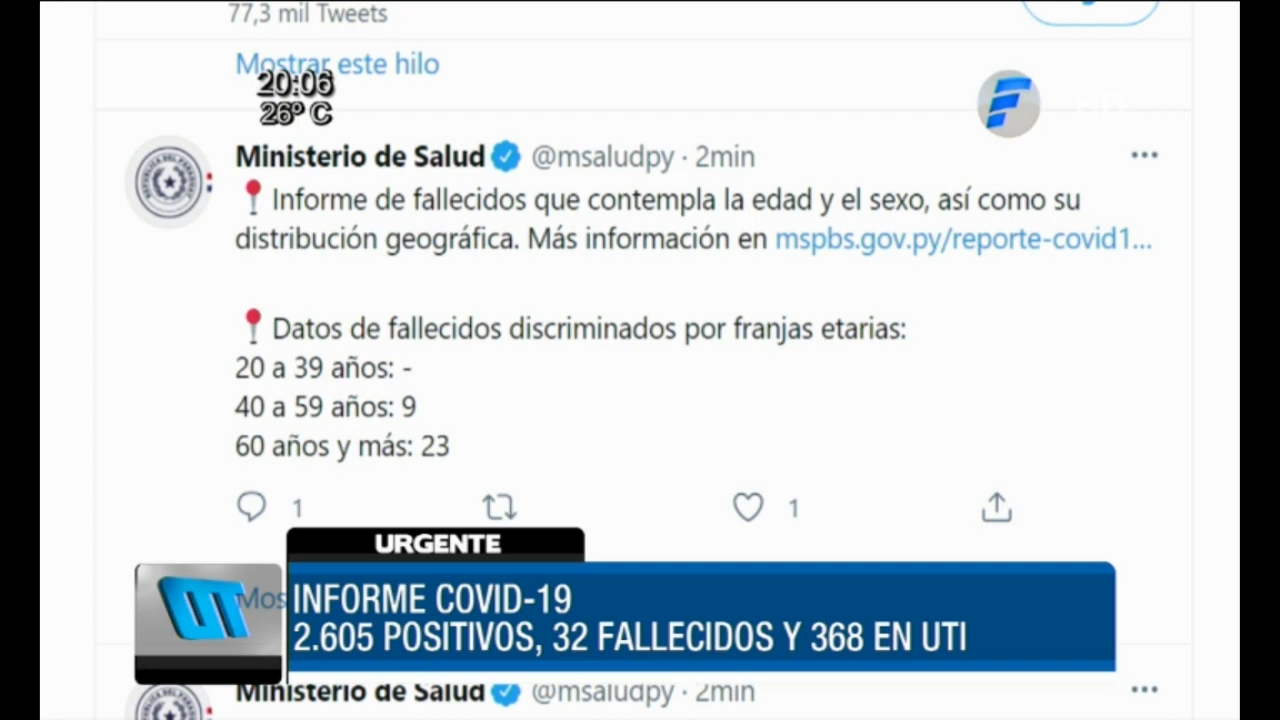 77,3 mil Tweets
Mostrar este hilo
20:06
26º C
HD
Ministerio de Salud @msaludpy · 2min
Informe de fallecidos que contempla la edad y el sexo, así como su
distribución geográfica. Más información en mspbs.gov.py/reporte-covid1...
Datos de fallecidos discriminados por franjas etarias:
20 a 39 años: -
40 a 59 años: 9
60 años y más: 23
1
1
URGENTE
Mos
INFORME COVID-19
2.605 POSITIVOS, 32 FALLECIDOS Y 368 EN UTI
Ministerio de Salud @msaludpy · 2min